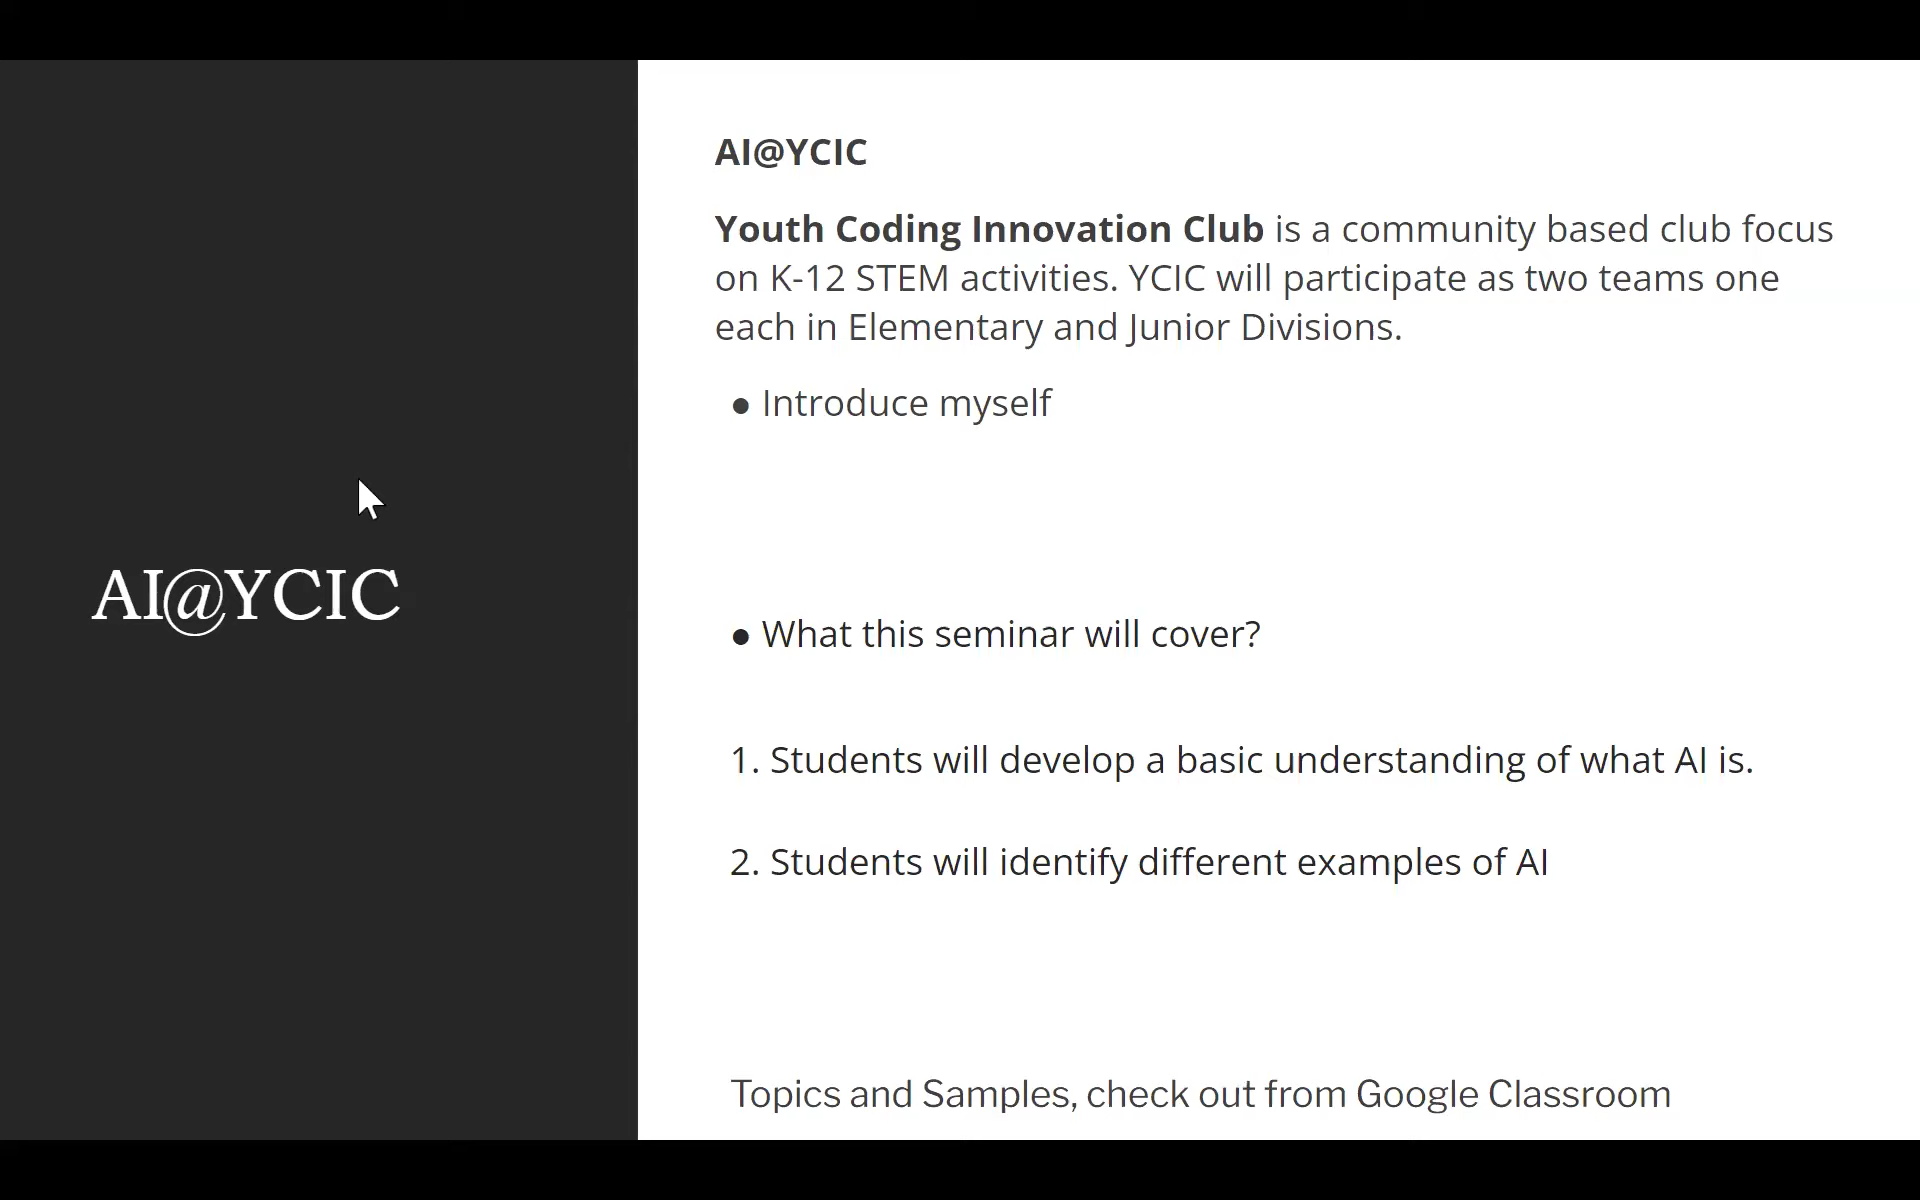 AI@YCIC
AI@YCIC
Youth Coding Innovation Club is a community based club focus
on K-12 STEM activities. YCIC will participate as two teams one
each in Elementary and Junior Divisions.
● Introduce myself
● What this seminar will cover?
1. Students will develop a basic understanding of what AI is.
2. Students will identify different examples of AI
Topics and Samples, check out from Google Classroom